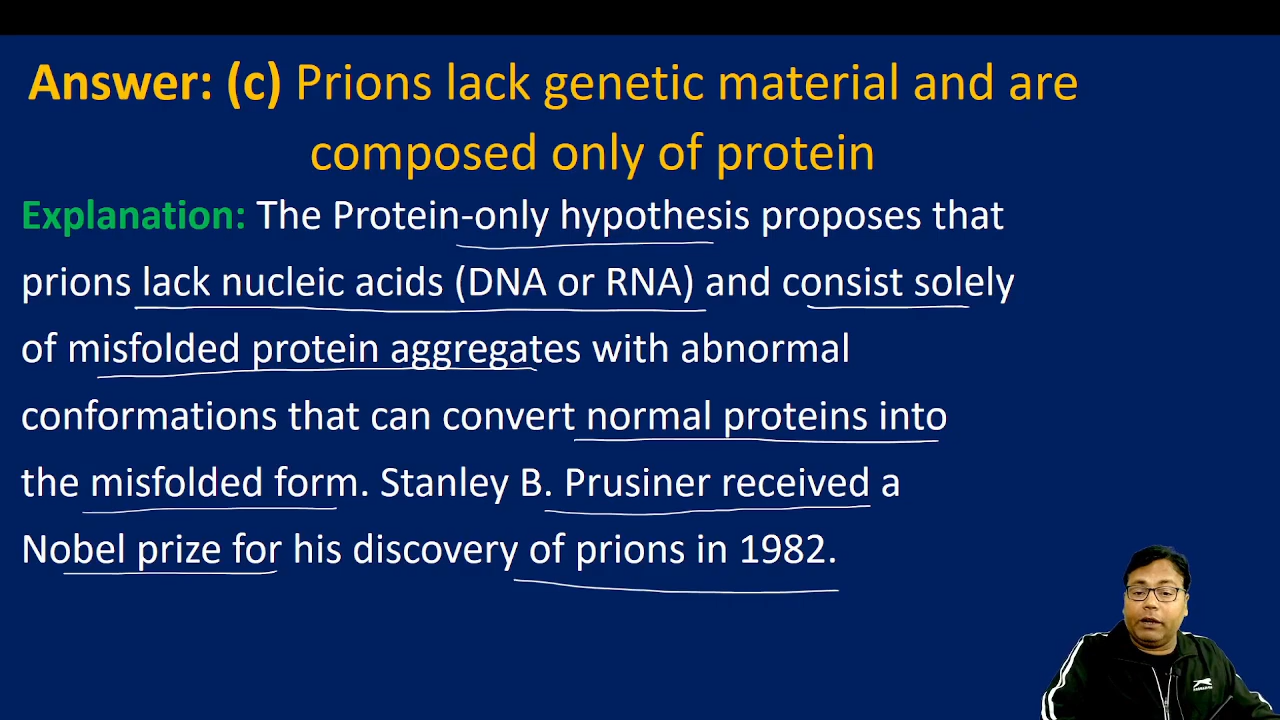 Answer: (c) Prions lack genetic material and are
composed only of protein
Explanation: The Protein-only hypothesis proposes that
prions lack nucleic acids (DNA or RNA) and consist solely
of misfolded protein aggregates with abnormal
conformations that can convert normal proteins into
the misfolded form. Stanley B. Prusiner received a
Nobel prize for his discovery of prions in 1982.